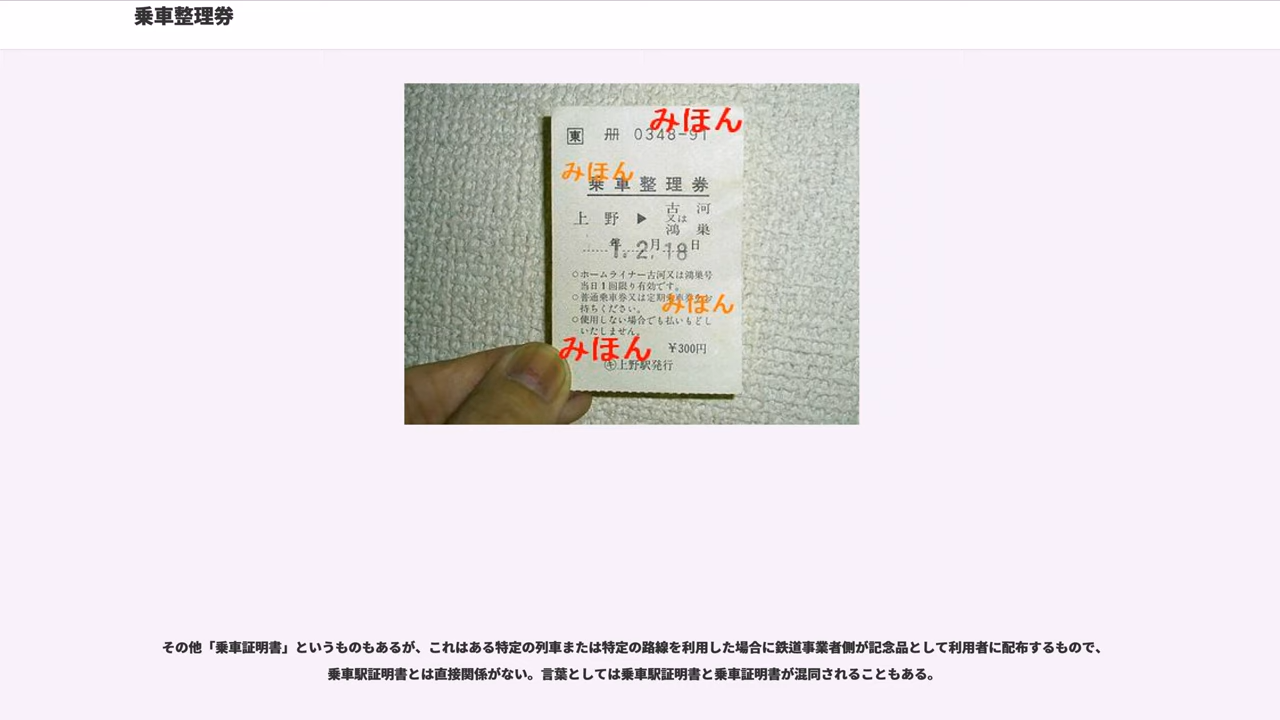 乗車整理券
みほん
東 冊 0348-91
みほん
乗車整理券
上野 ▶ 古河
又は
鴻巣
年 月 日
1. 2. 18
○ホームライナー古河又は鴻巣号
当日1回限り有効です。
○普通乗車券又は定期乗車券をお
持ちください。
みほん
○使用しない場合でも払いもどし
いたしません。
みほん
¥300円
㋖上野駅発行
その他「乗車証明書」というものもあるが、これはある特定の列車または特定の路線を利用した場合に鉄道事業者側が記念品として利用者に配布するもので、
乗車駅証明書とは直接関係がない。言葉としては乗車駅証明書と乗車証明書が混同されることもある。